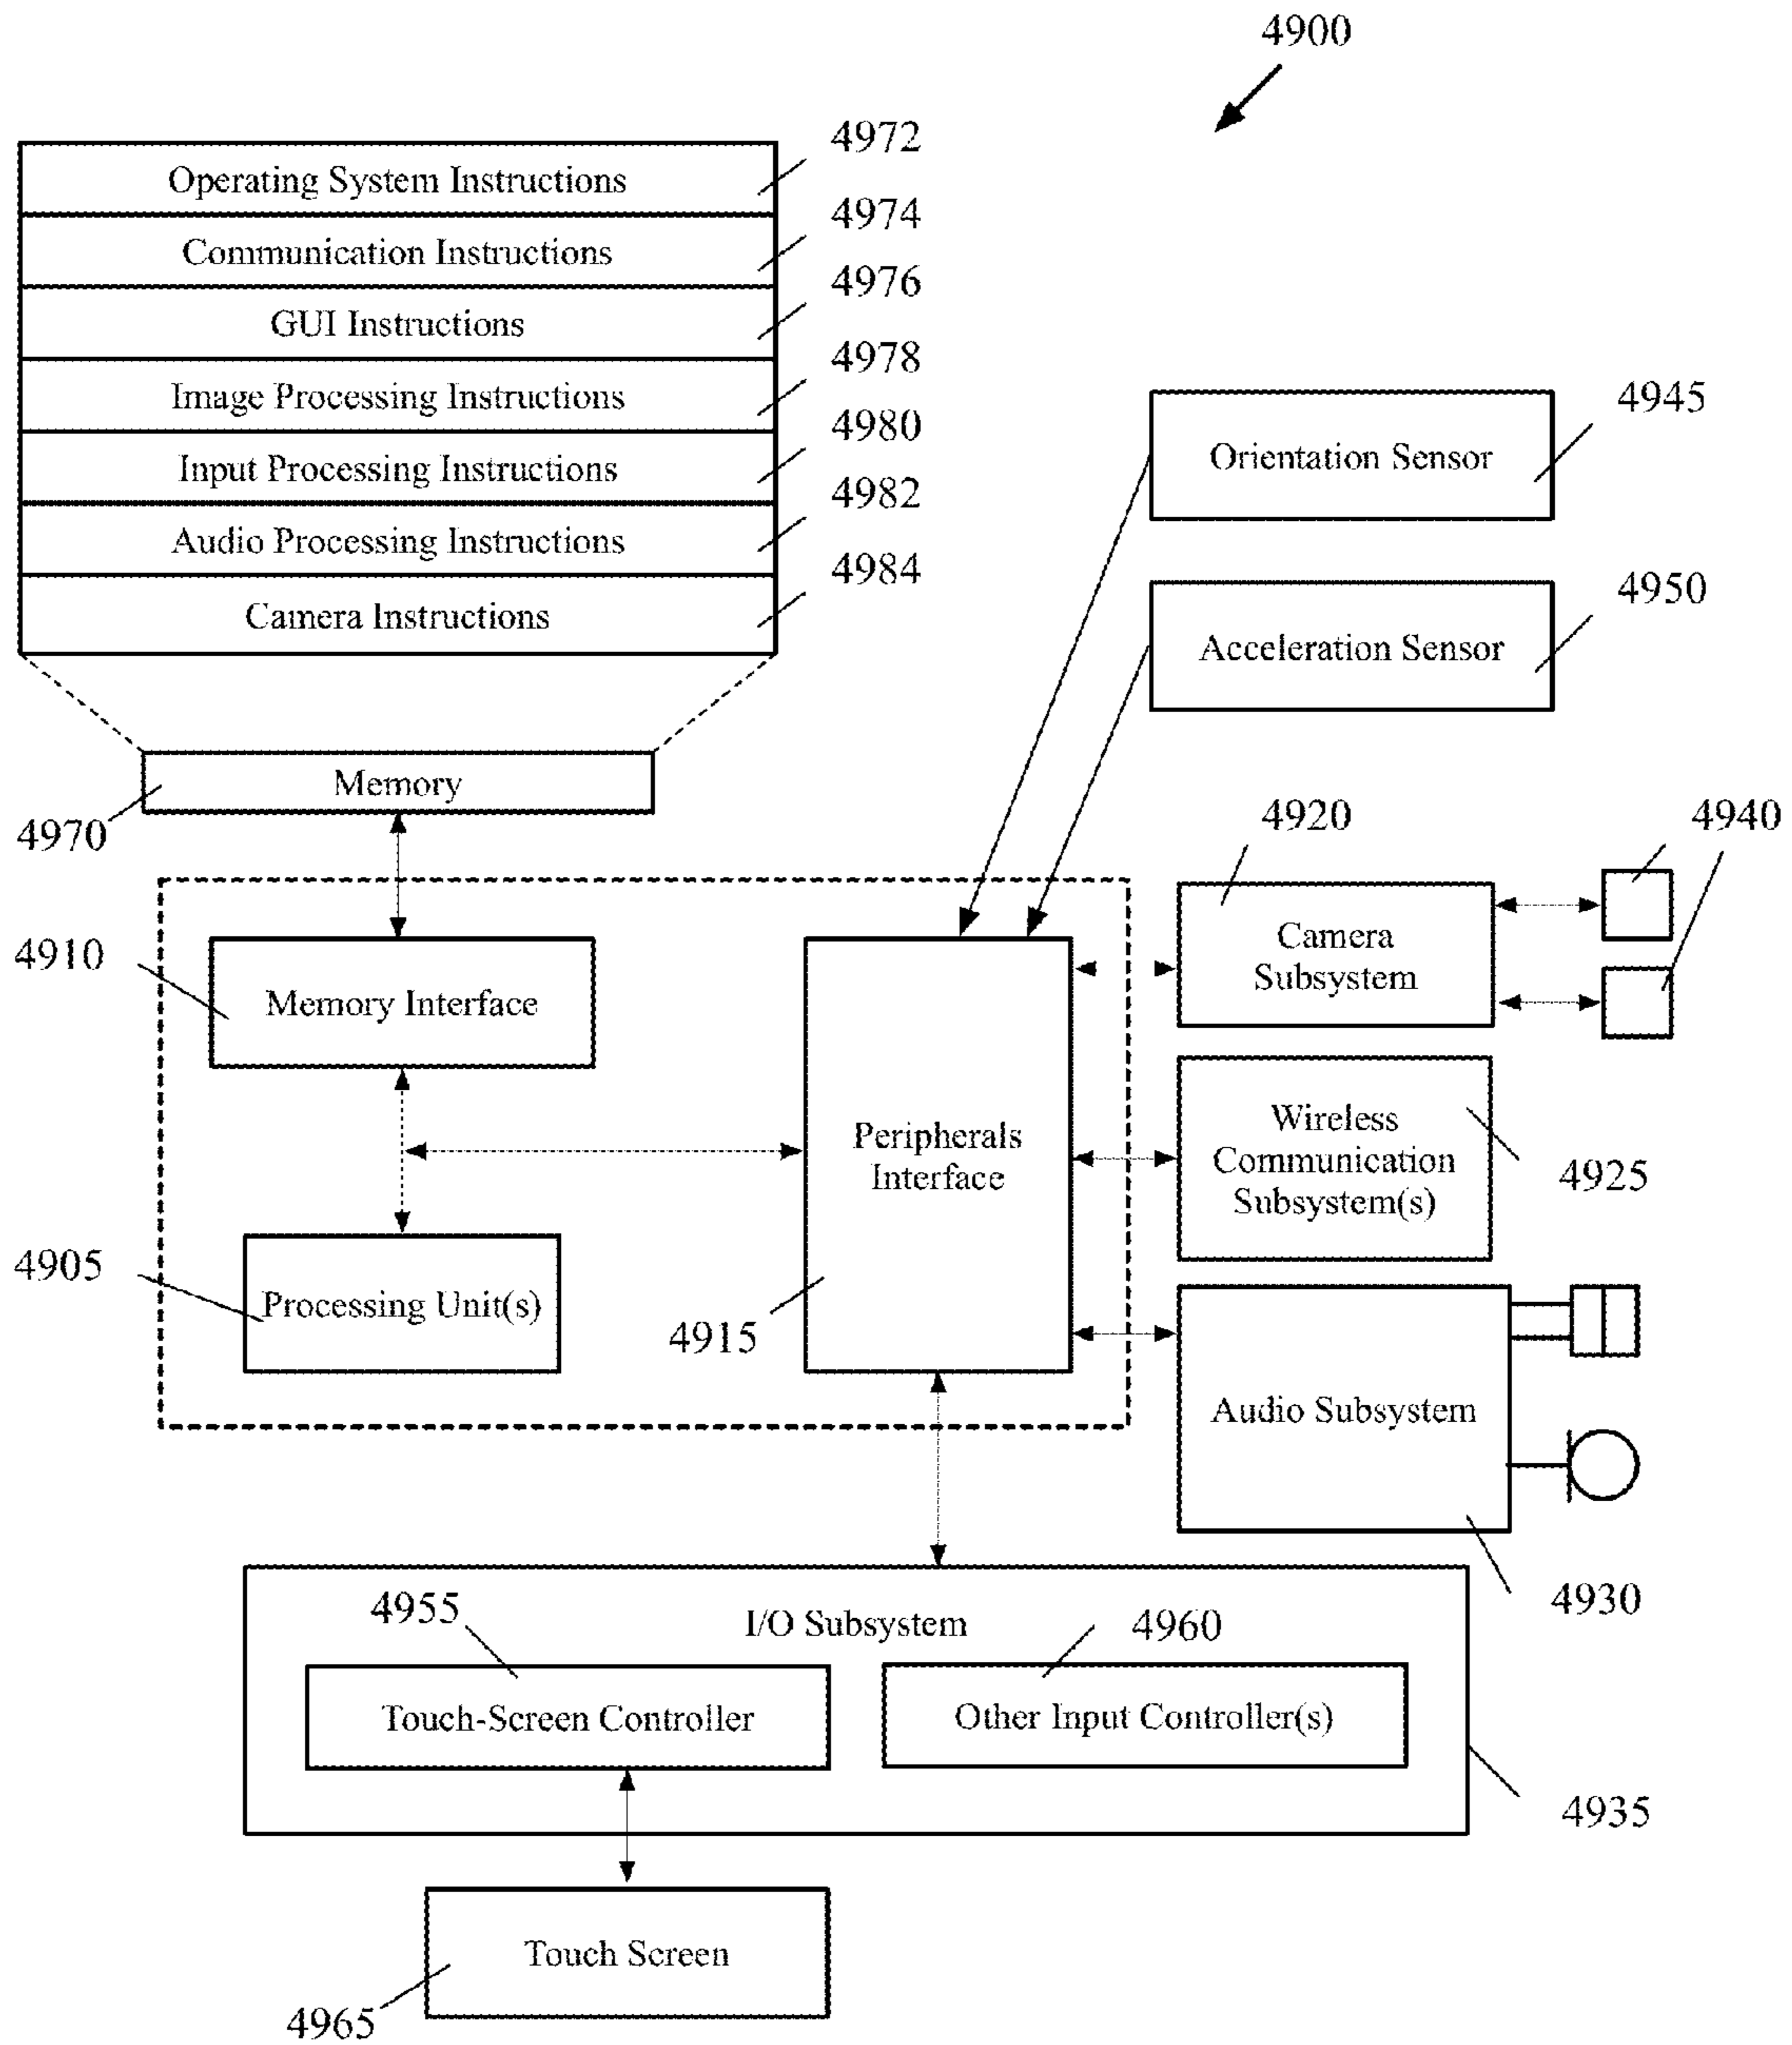 4900
4972
Operating System Instructions
4974
Communication Instructions
4976
GUI Instructions
4978
Image Processing Instructions
4980
Input Processing Instructions
4982
Audio Processing Instructions
4984
Camera Instructions
4945
Orientation Sensor
4950
Acceleration Sensor
Memory
4970
4920
4940
Camera
Subsystem
4910
Memory Interface
Peripherals
Interface
Wireless
Communication
Subsystem(s)
4925
4905
Processing Unit(s)
4915
Audio Subsystem
4930
4955
I/O Subsystem
4960
Touch-Screen Controller
Other Input Controller(s)
4935
Touch Screen
4965